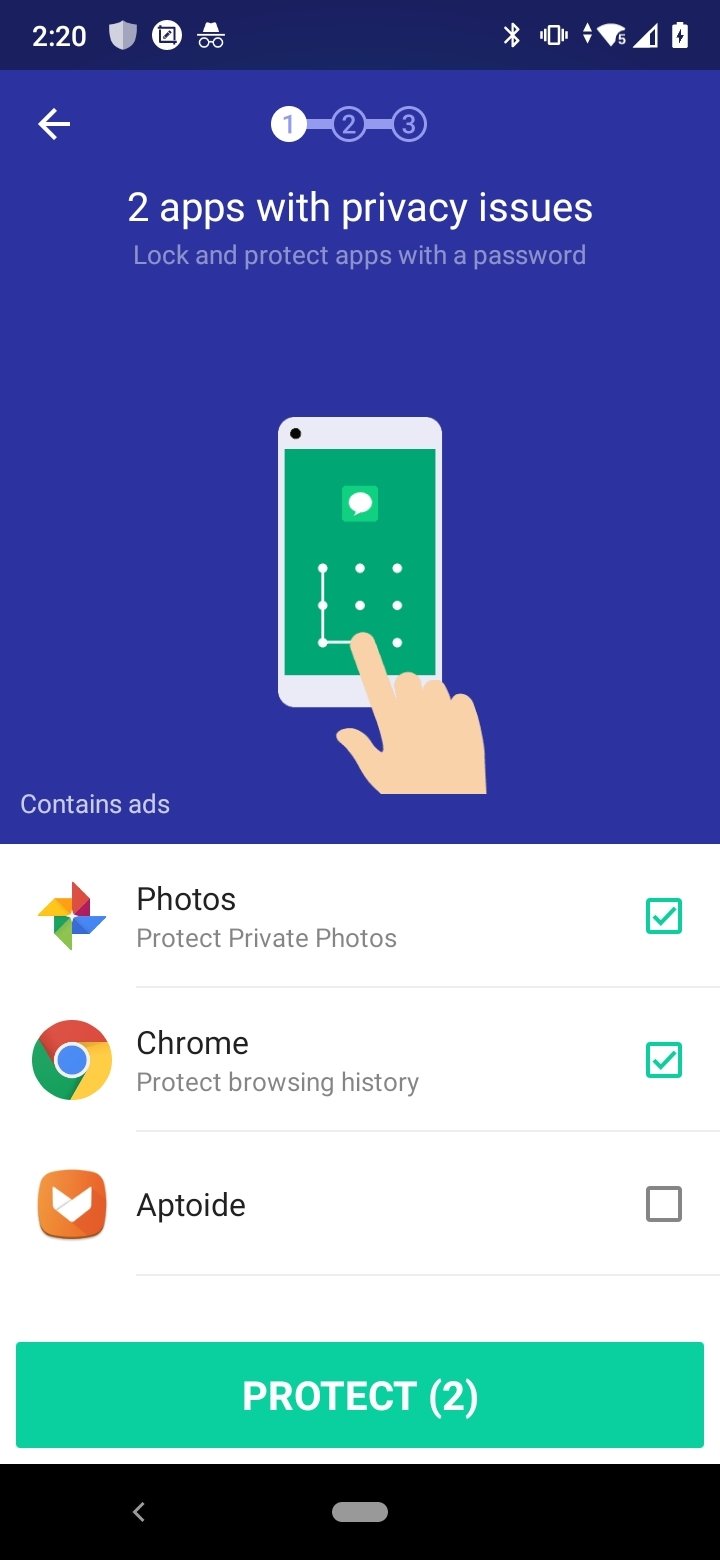 2:20
5
1 2 3
2 apps with privacy issues
Lock and protect apps with a password
Contains ads
Photos
Protect Private Photos
Chrome
Protect browsing history
Aptoide
PROTECT (2)